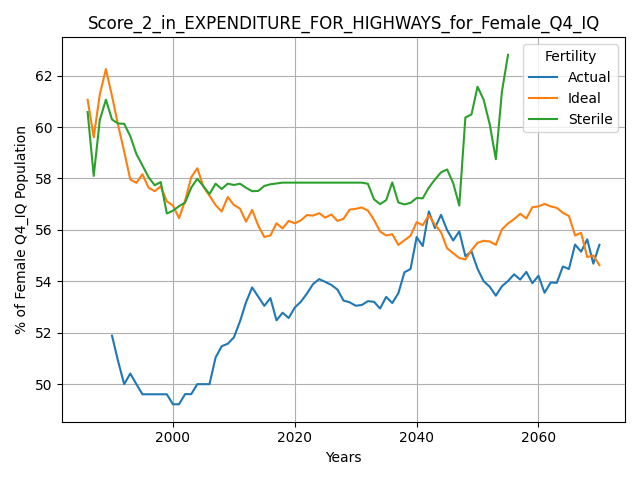 Score_2_in_EXPENDITURE_FOR_HIGHWAYS_for_Female_Q4_IQ
Fertility
Actual
Ideal
Sterile
% of Female Q4_IQ Population
62
60
58
56
54
52
50
2000
2020
2040
2060
Years